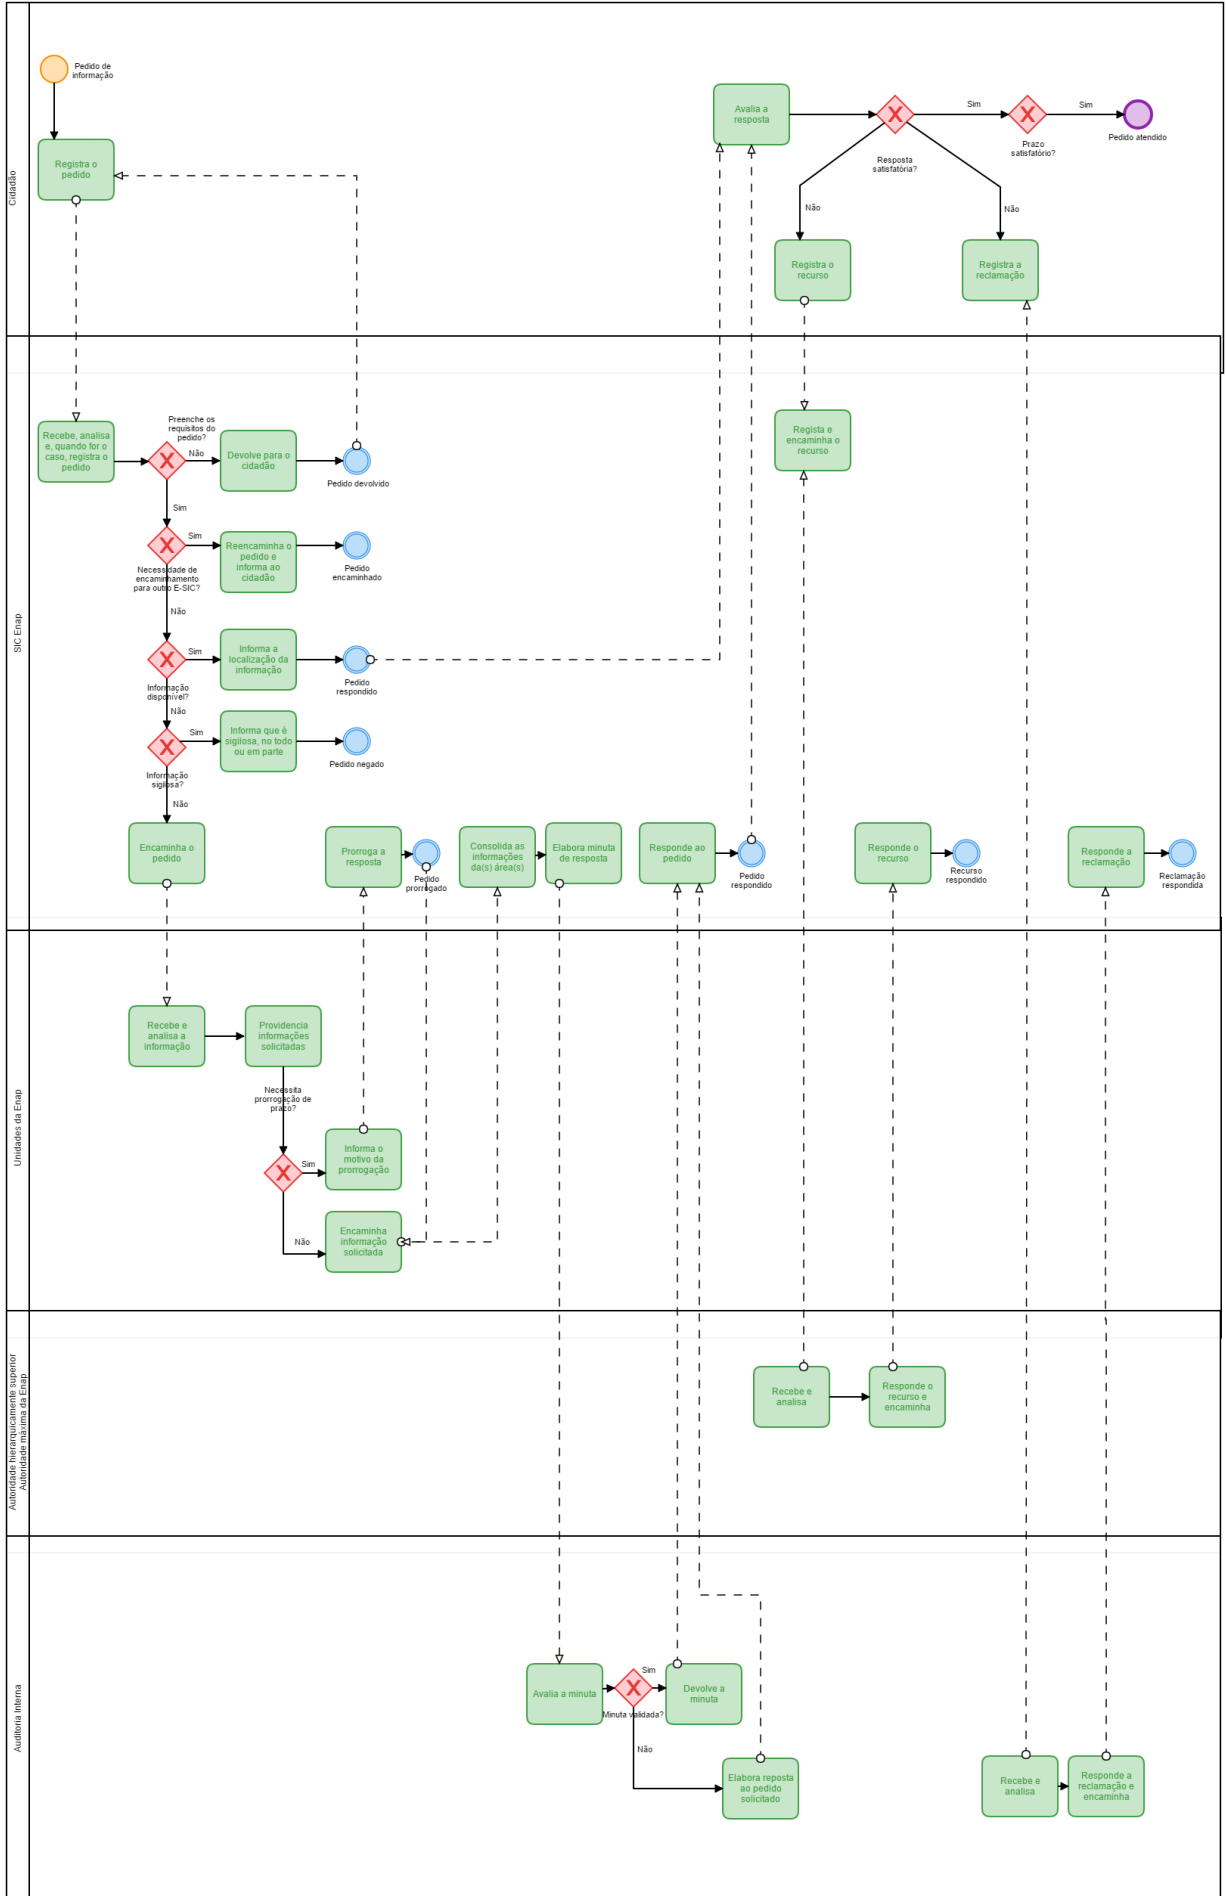 Cidadão
Pedido de
informação
Registra o
pedido
Avalia a
resposta
Resposta
satisfatória?
Sim
Prazo
satisfatório?
Sim
Pedido atendido
Não
Não
Registra o
recurso
Registra a
reclamação
SIC Enap
Recebe, analisa
e, quando for o
caso, registra o
pedido
Preenche os
requisitos do
pedido?
Não
Devolve para o
cidadão
Pedido devolvido
Regista e
encaminha o
recurso
Sim
Necessidade de
encaminhamento
para outro E-SIC?
Sim
Reencaminha o
pedido e
informa ao
cidadão
Pedido
encaminhado
Não
Informação
disponível?
Sim
Informa a
localização da
informação
Pedido
respondido
Não
Informação
sigilosa?
Sim
Informa que é
sigilosa, no todo
ou em parte
Pedido negado
Não
Encaminha o
pedido
Prorroga a
resposta
Pedido
prorrogado
Consolida as
informações
da(s) área(s)
Elabora minuta
de resposta
Responde ao
pedido
Pedido
respondido
Responde o
recurso
Recurso
respondido
Responde a
reclamação
Reclamação
respondida
Unidades da Enap
Recebe e
analisa a
informação
Providencia
informações
solicitadas
Necessita
prorrogação de
prazo?
Sim
Informa o
motivo da
prorrogação
Não
Encaminha
informação
solicitada
Autoridade hierarquicamente superior
Autoridade máxima da Enap
Recebe e
analisa
Responde o
recurso e
encaminha
Auditoria Interna
Avalia a minuta
Minuta validada?
Sim
Devolve a
minuta
Não
Elabora reposta
ao pedido
solicitado
Recebe e
analisa
Responde a
reclamação e
encaminha